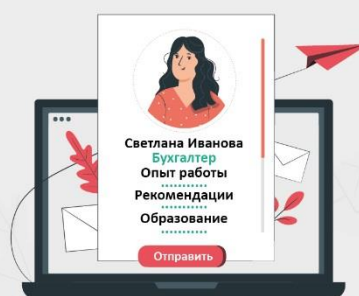 Светлана Иванова
Бухгалтер
Опыт работы
Рекомендации
Образование
Отправить